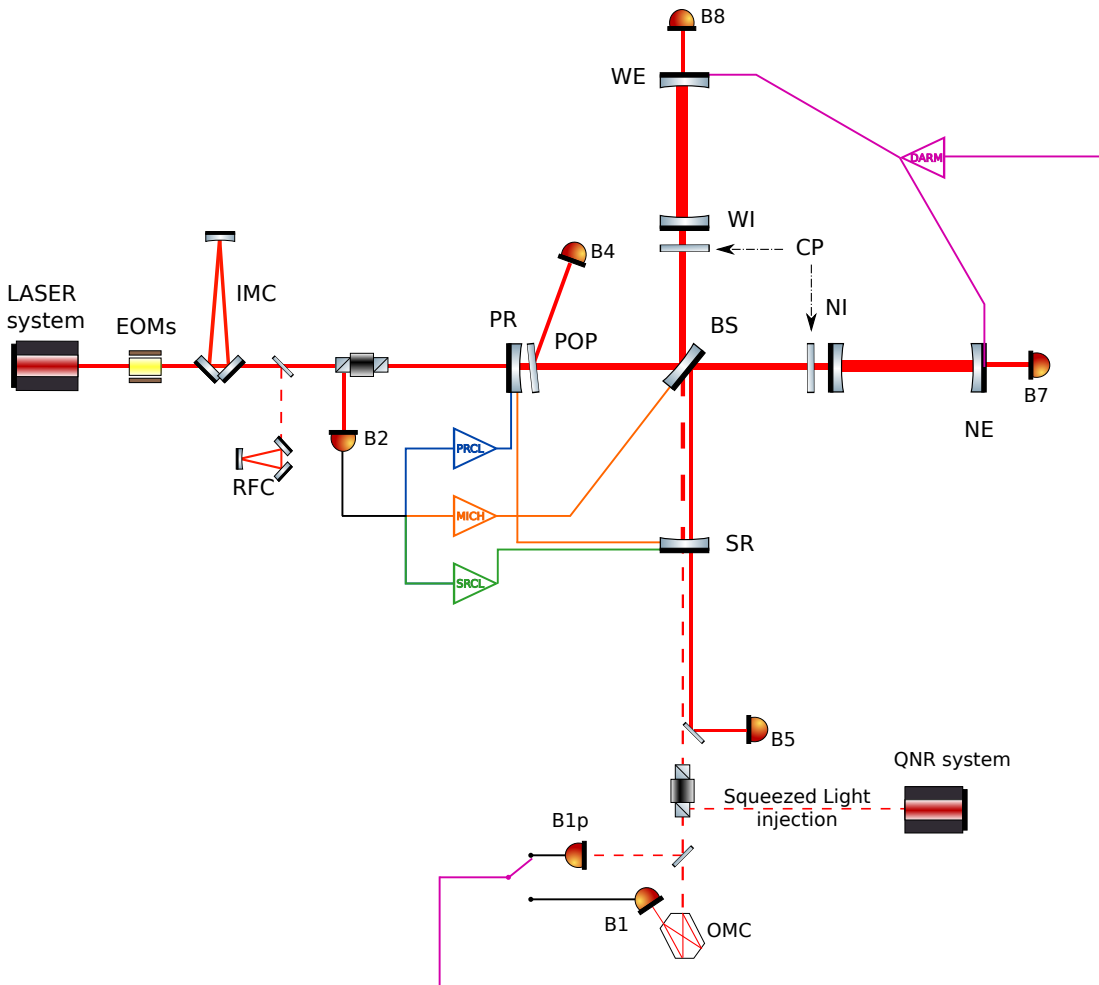 B8
WE
DARM
WI
CP
B4
LASER
system
IMC
EOMs
PR
POP
BS
NI
B7
NE
B2
RFC
PRCL
MICH
SRCL
SR
B5
QNR system
Squeezed Light
injection
B1p
B1
OMC